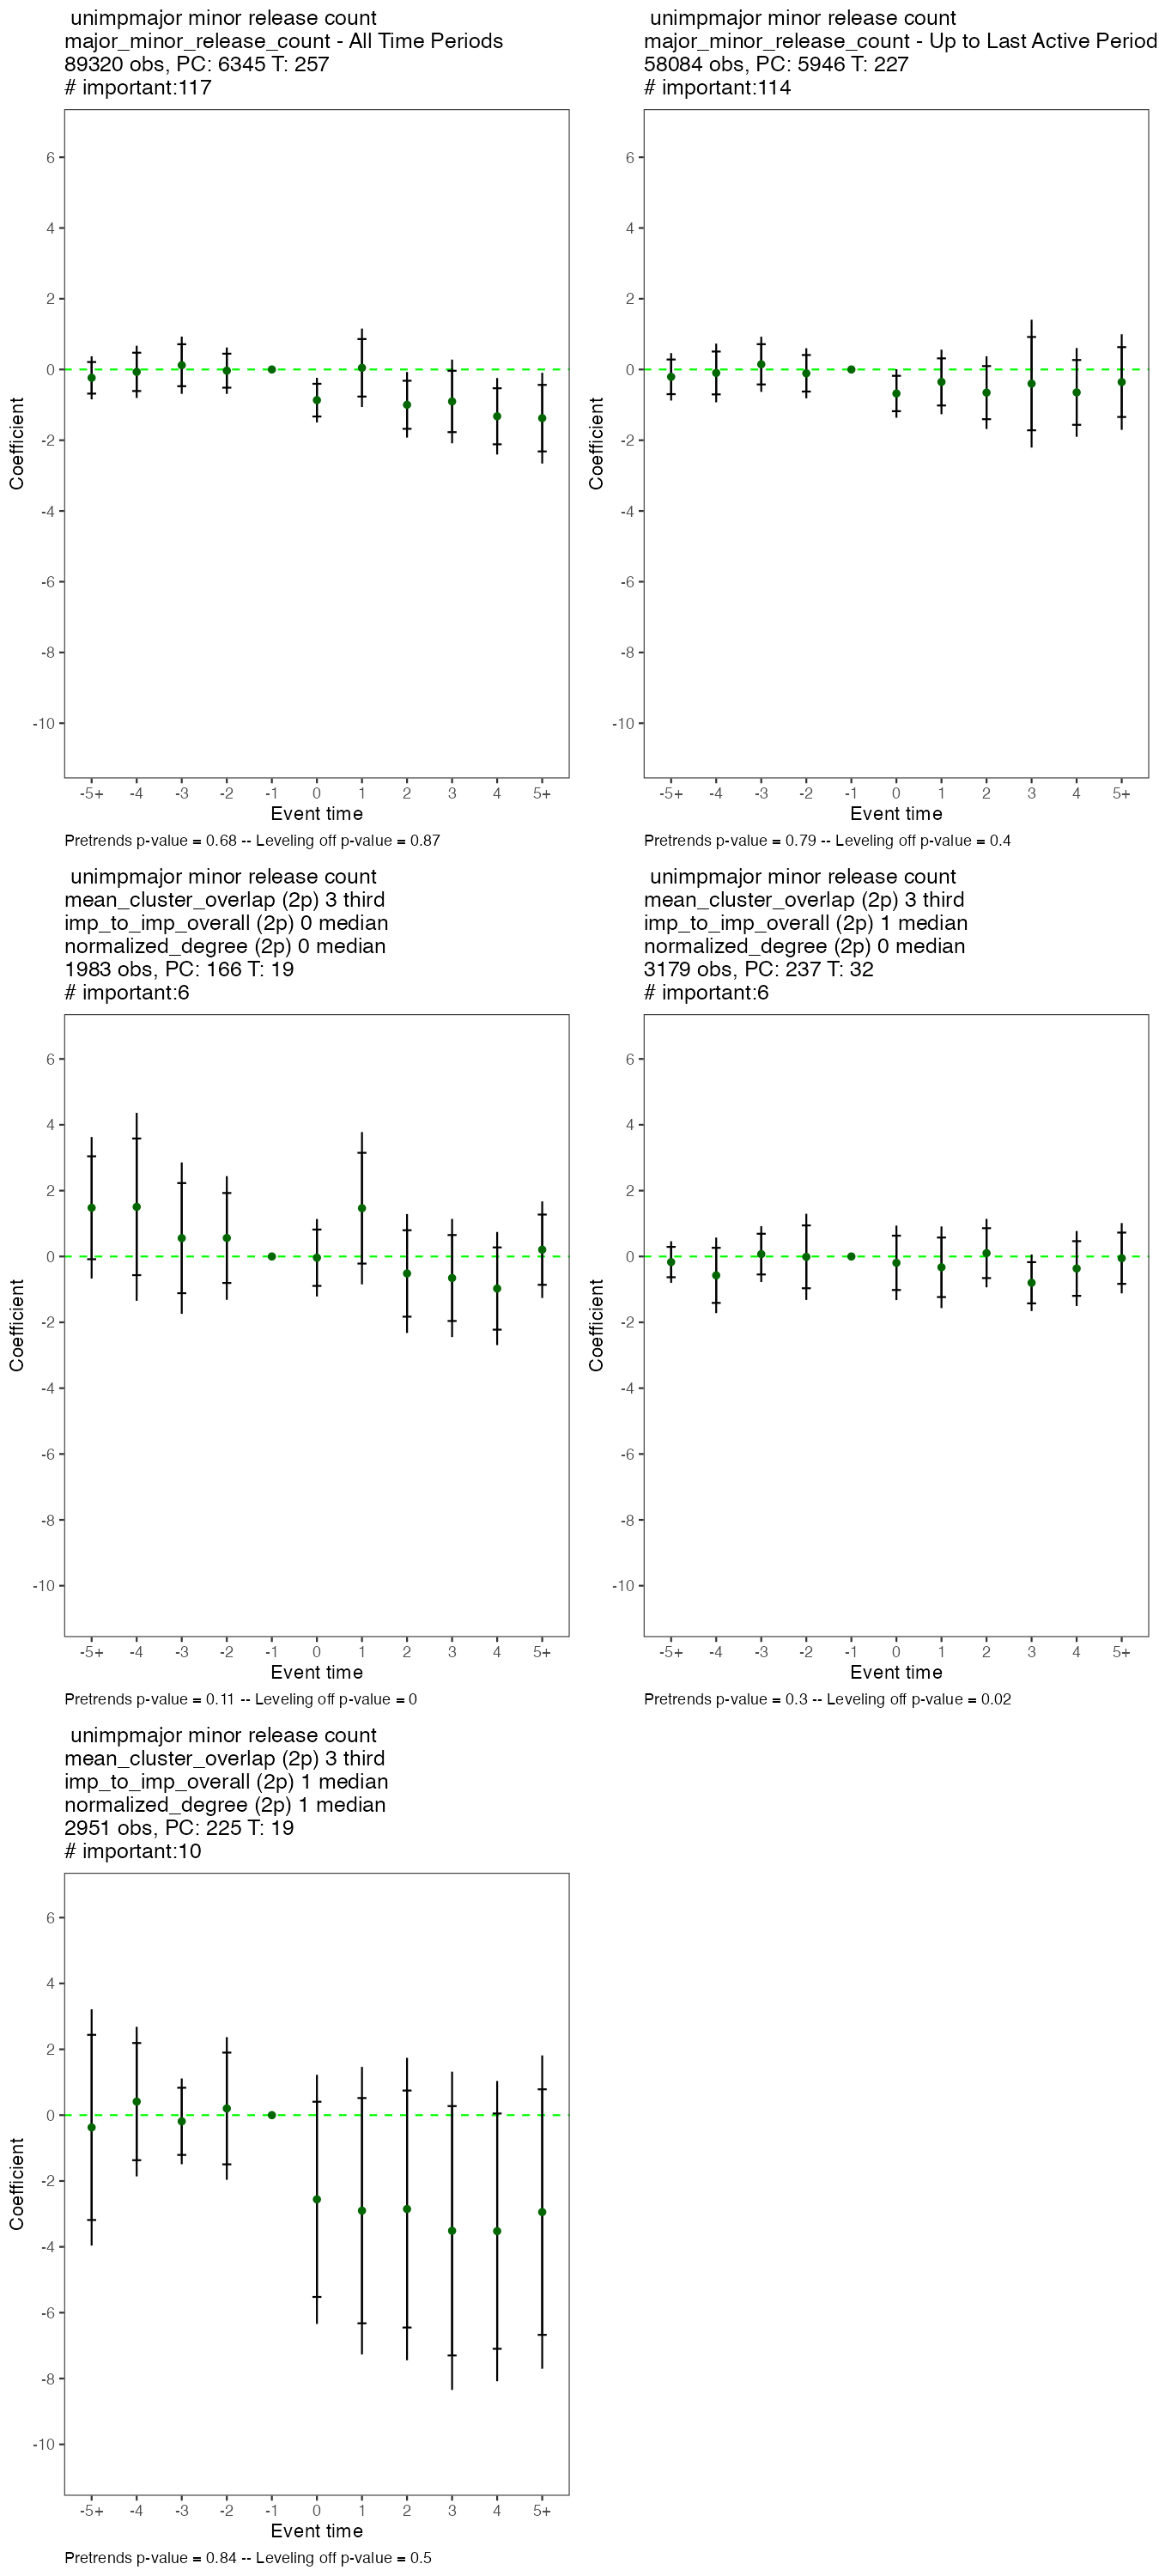 unimpmajor minor release count
major_minor_release_count - All Time Periods
89320 obs, PC: 6345 T: 257
# important:117
6
4
2
0
-2
-4
-6
-8
-10
Coefficient
-5+ -4 -3 -2 -1 0 1 2 3 4 5+
Event time
Pretrends p-value = 0.68 -- Leveling off p-value = 0.87
unimpmajor minor release count
major_minor_release_count - Up to Last Active Period
58084 obs, PC: 5946 T: 227
# important:114
6
4
2
0
-2
-4
-6
-8
-10
Coefficient
-5+ -4 -3 -2 -1 0 1 2 3 4 5+
Event time
Pretrends p-value = 0.79 -- Leveling off p-value = 0.4
unimpmajor minor release count
mean_cluster_overlap (2p) 3 third
imp_to_imp_overall (2p) 0 median
normalized_degree (2p) 0 median
1983 obs, PC: 166 T: 19
# important:6
6
4
2
0
-2
-4
-6
-8
-10
Coefficient
-5+ -4 -3 -2 -1 0 1 2 3 4 5+
Event time
Pretrends p-value = 0.11 -- Leveling off p-value = 0
unimpmajor minor release count
mean_cluster_overlap (2p) 3 third
imp_to_imp_overall (2p) 1 median
normalized_degree (2p) 0 median
3179 obs, PC: 237 T: 32
# important:6
6
4
2
0
-2
-4
-6
-8
-10
Coefficient
-5+ -4 -3 -2 -1 0 1 2 3 4 5+
Event time
Pretrends p-value = 0.3 -- Leveling off p-value = 0.02
unimpmajor minor release count
mean_cluster_overlap (2p) 3 third
imp_to_imp_overall (2p) 1 median
normalized_degree (2p) 1 median
2951 obs, PC: 225 T: 19
# important:10
6
4
2
0
-2
-4
-6
-8
-10
Coefficient
-5+ -4 -3 -2 -1 0 1 2 3 4 5+
Event time
Pretrends p-value = 0.84 -- Leveling off p-value = 0.5